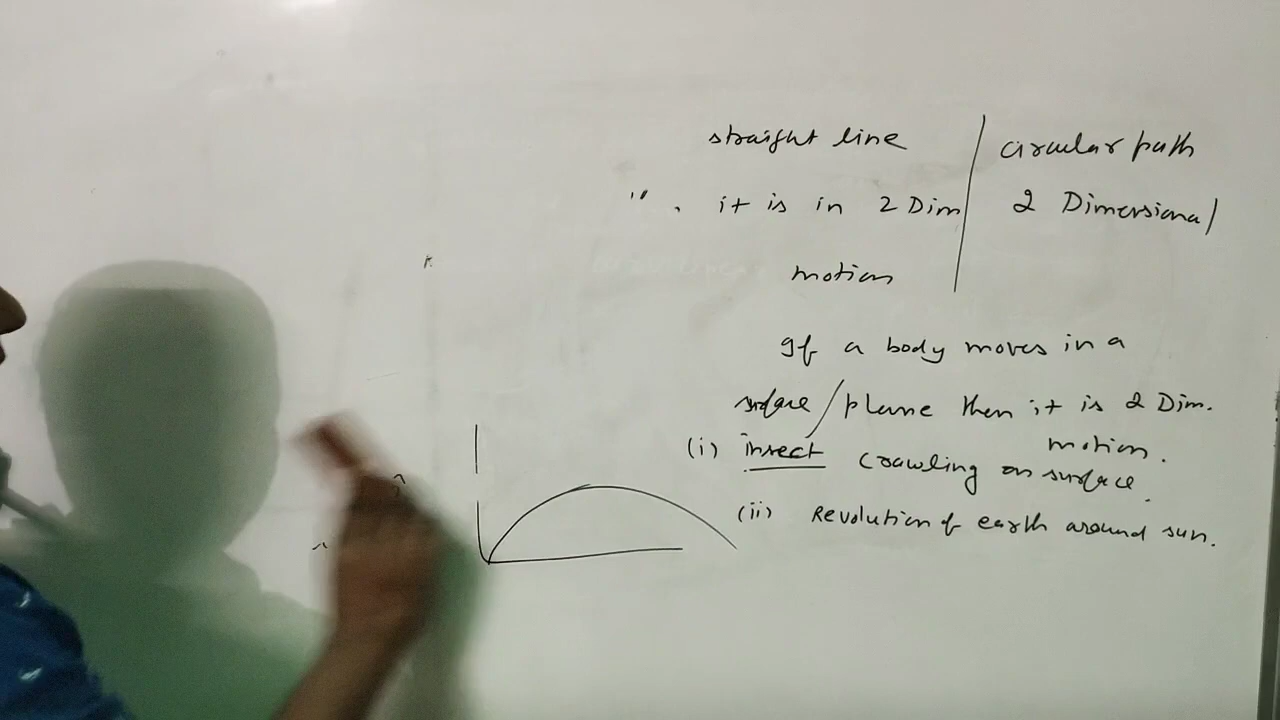 straight line
circular path
". it is in 2 Dim
2 Dimensional
motion
If a body moves in a
surface / plane then it is 2 Dim.
motion.
(i) insect crawling on surface.
(ii) Revolution of earth around sun.